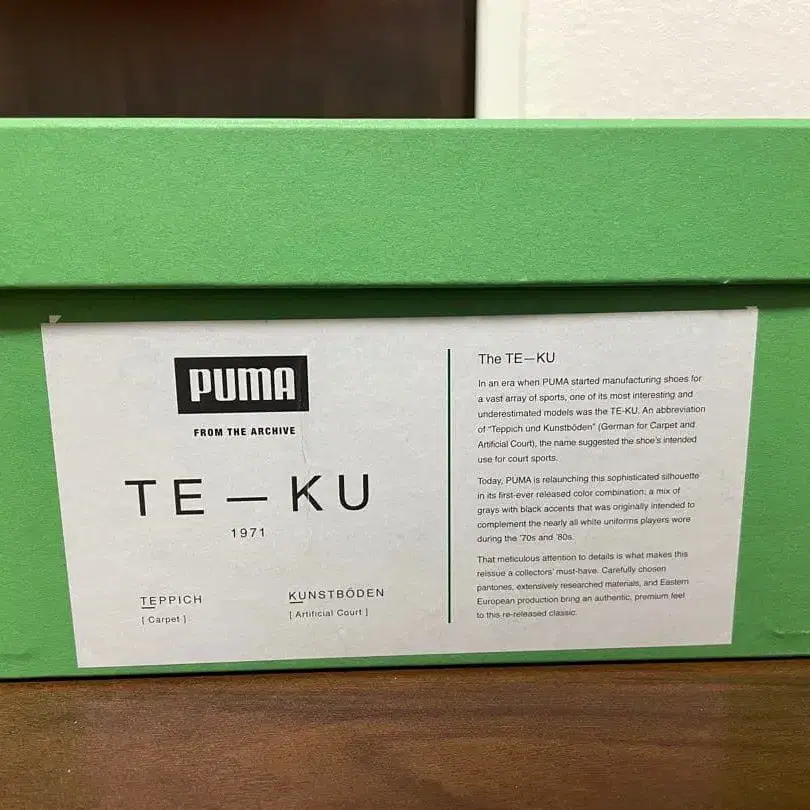 PUMA
FROM THE ARCHIVE
TE—KU
1971
TEPPICH
[ Carpet ]
KUNSTBÖDEN
[ Artificial Court ]
The TE—KU
In an era when PUMA started manufacturing shoes for
a vast array of sports, one of its most interesting and
underestimated models was the TE-KU. An abbreviation
of "Teppich und Kunstböden" (German for Carpet and
Artificial Court), the name suggested the shoe's intended
use for court sports.
Today, PUMA is relaunching this sophisticated silhouette
in its first-ever released color combination; a mix of
grays with black accents that was originally intended to
complement the nearly all white uniforms players wore
during the '70s and '80s.
That meticulous attention to details is what makes this
reissue a collectors' must-have. Carefully chosen
pantones, extensively researched materials, and Eastern
European production bring an authentic, premium feel
to this re-released classic.